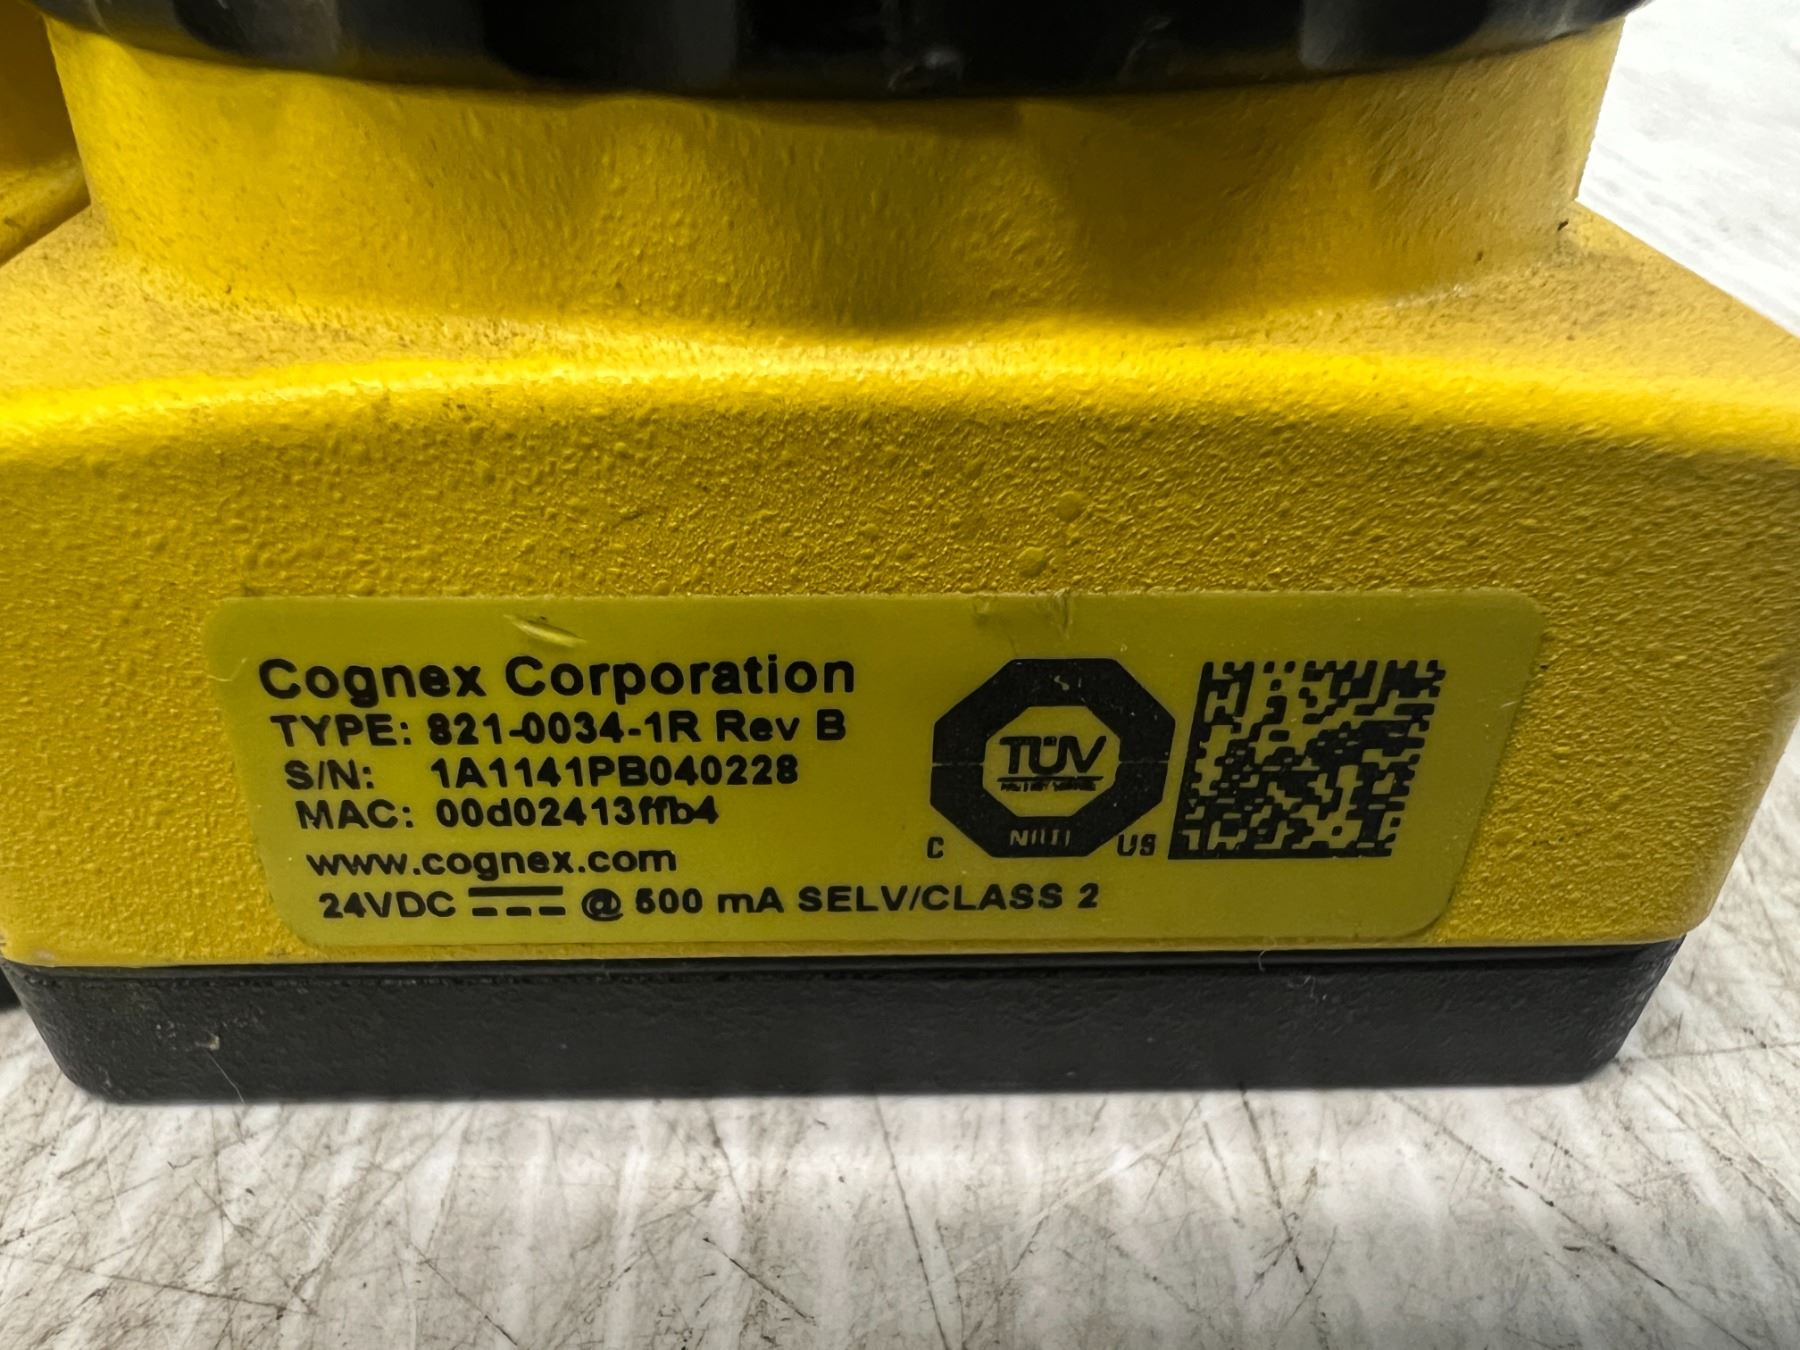 Cognex Corporation
TYPE: 821-0034-1R Rev B
S/N: 1A1141PB040228
MAC: 00d02413ffb4
www.cognex.com
24VDC @ 500 mA SELV/CLASS 2
TÜV
C US